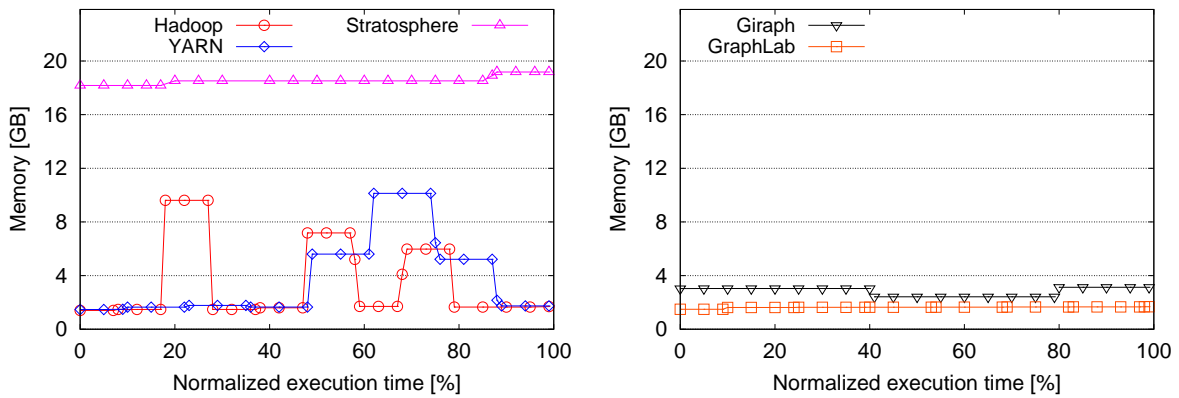 Hadoop
YARN
Stratosphere
20
16
12
8
4
0
Memory [GB]
0 20 40 60 80 100
Normalized execution time [%]
Giraph
GraphLab
20
16
12
8
4
0
Memory [GB]
0 20 40 60 80 100
Normalized execution time [%]